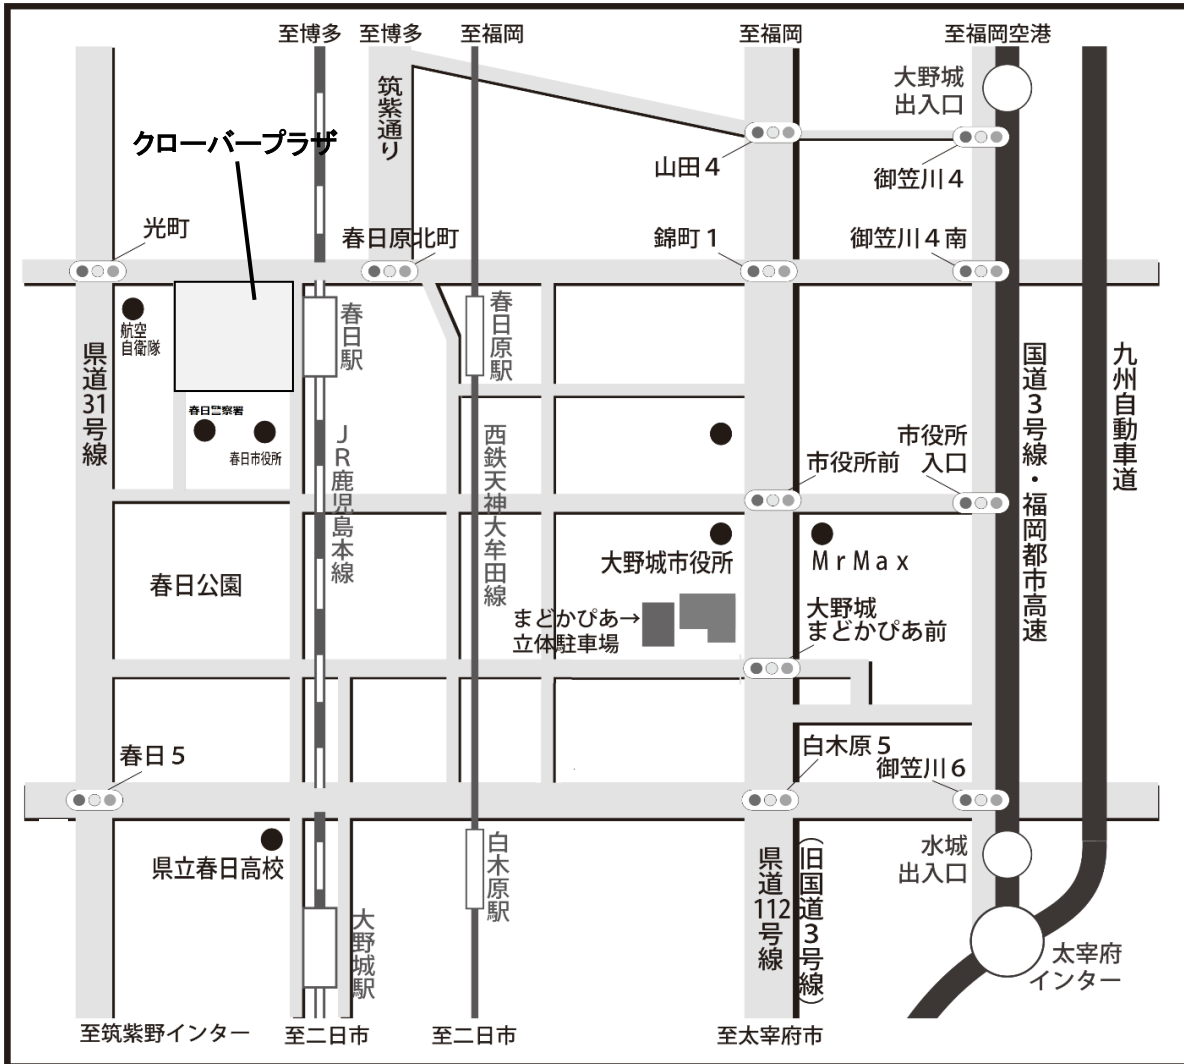 至博多
至博多
至福岡
至福岡
至福岡空港
大野城
出入口
筑紫通り
クローバープラザ
山田4
御笠川4
光町
春日原北町
錦町1
御笠川4南
航空
自衛隊
春日駅
春日原駅
県道31号線
国道3号線・福岡都市高速
九州自動車道
春日警察署
春日市役所
JR鹿児島本線
西鉄天神大牟田線
市役所前
市役所
入口
春日公園
大野城市役所
MrMax
まどかぴあ→
立体駐車場
大野城
まどかぴあ前
春日5
白木原5
御笠川6
県立春日高校
白木原駅
県道112号線
(旧国道3号線)
水城
出入口
大野城駅
太宰府
インター
至筑紫野インター
至二日市
至二日市
至太宰府市